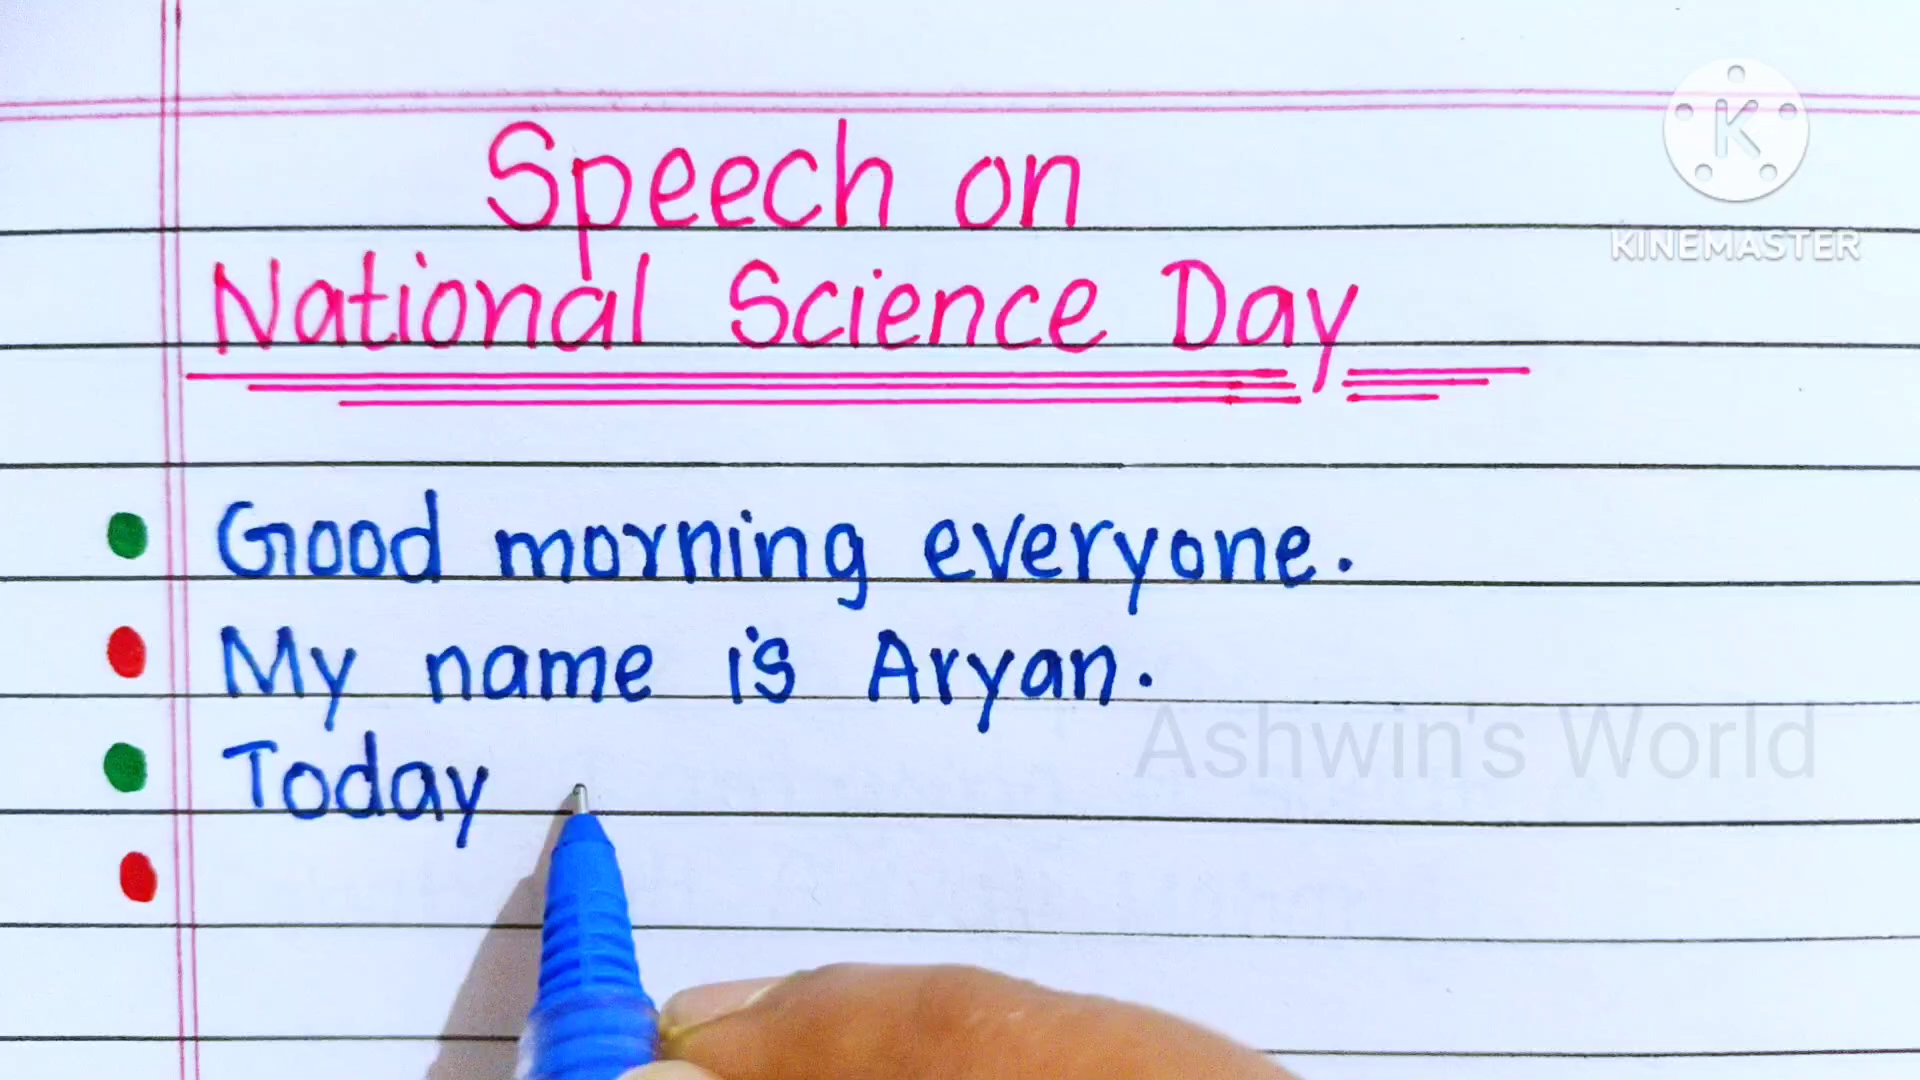 Speech on
National Science Day
KINEMASTER
Good morning everyone.
My name is Aryan.
Ashwin's World
Today